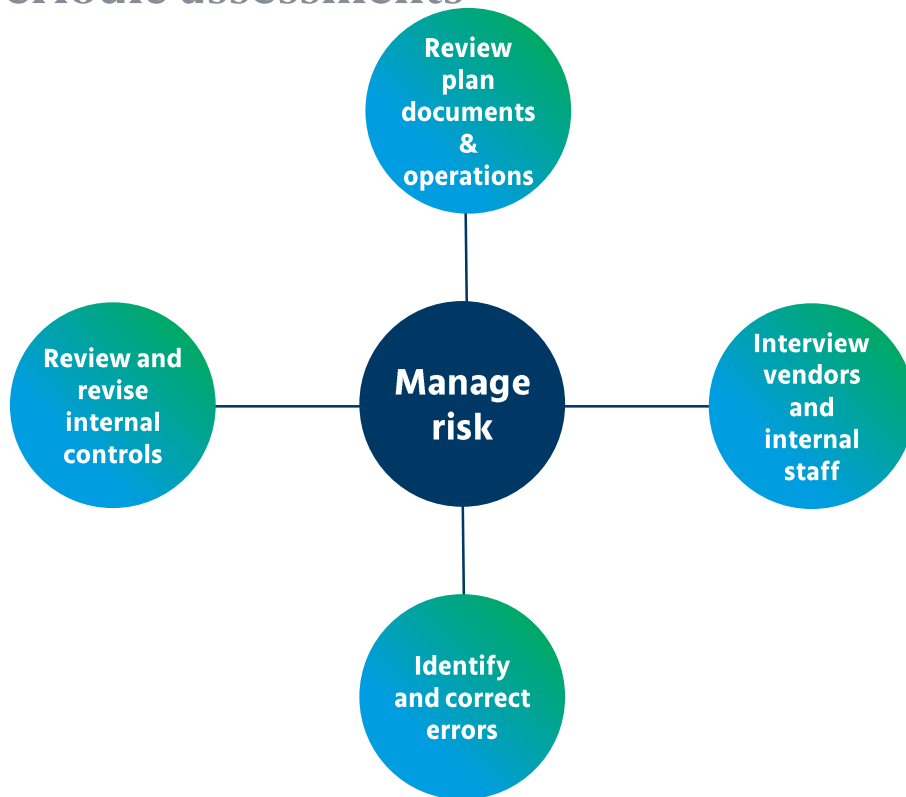 assessments
Review
plan
documents
&
operations
Review and
revise
internal
controls
Manage
risk
Interview
vendors
and
internal
staff
Identify
and correct
errors